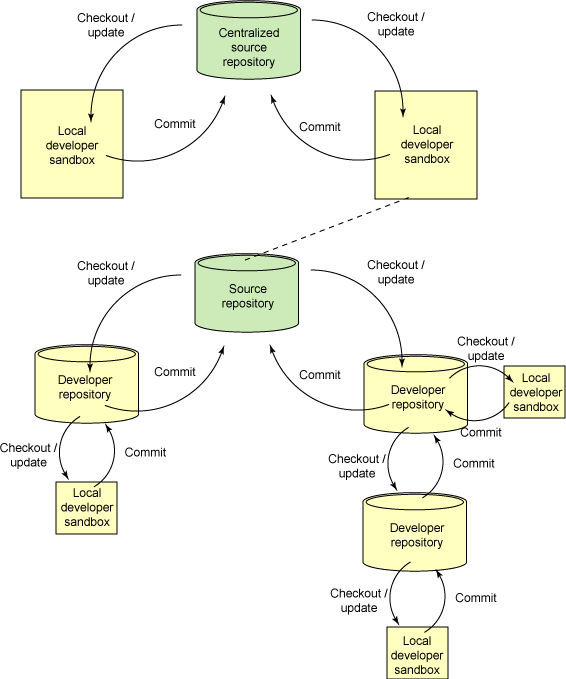 Checkout /
update
Centralized
source
repository
Checkout /
update
Local
developer
sandbox
Commit
Commit
Local
developer
sandbox
Checkout /
update
Source
repository
Checkout /
update
Developer
repository
Commit
Commit
Developer
repository
Checkout /
update
Local
developer
sandbox
Commit
Checkout /
update
Commit
Local
developer
sandbox
Checkout /
update
Commit
Developer
repository
Checkout /
update
Commit
Local
developer
sandbox